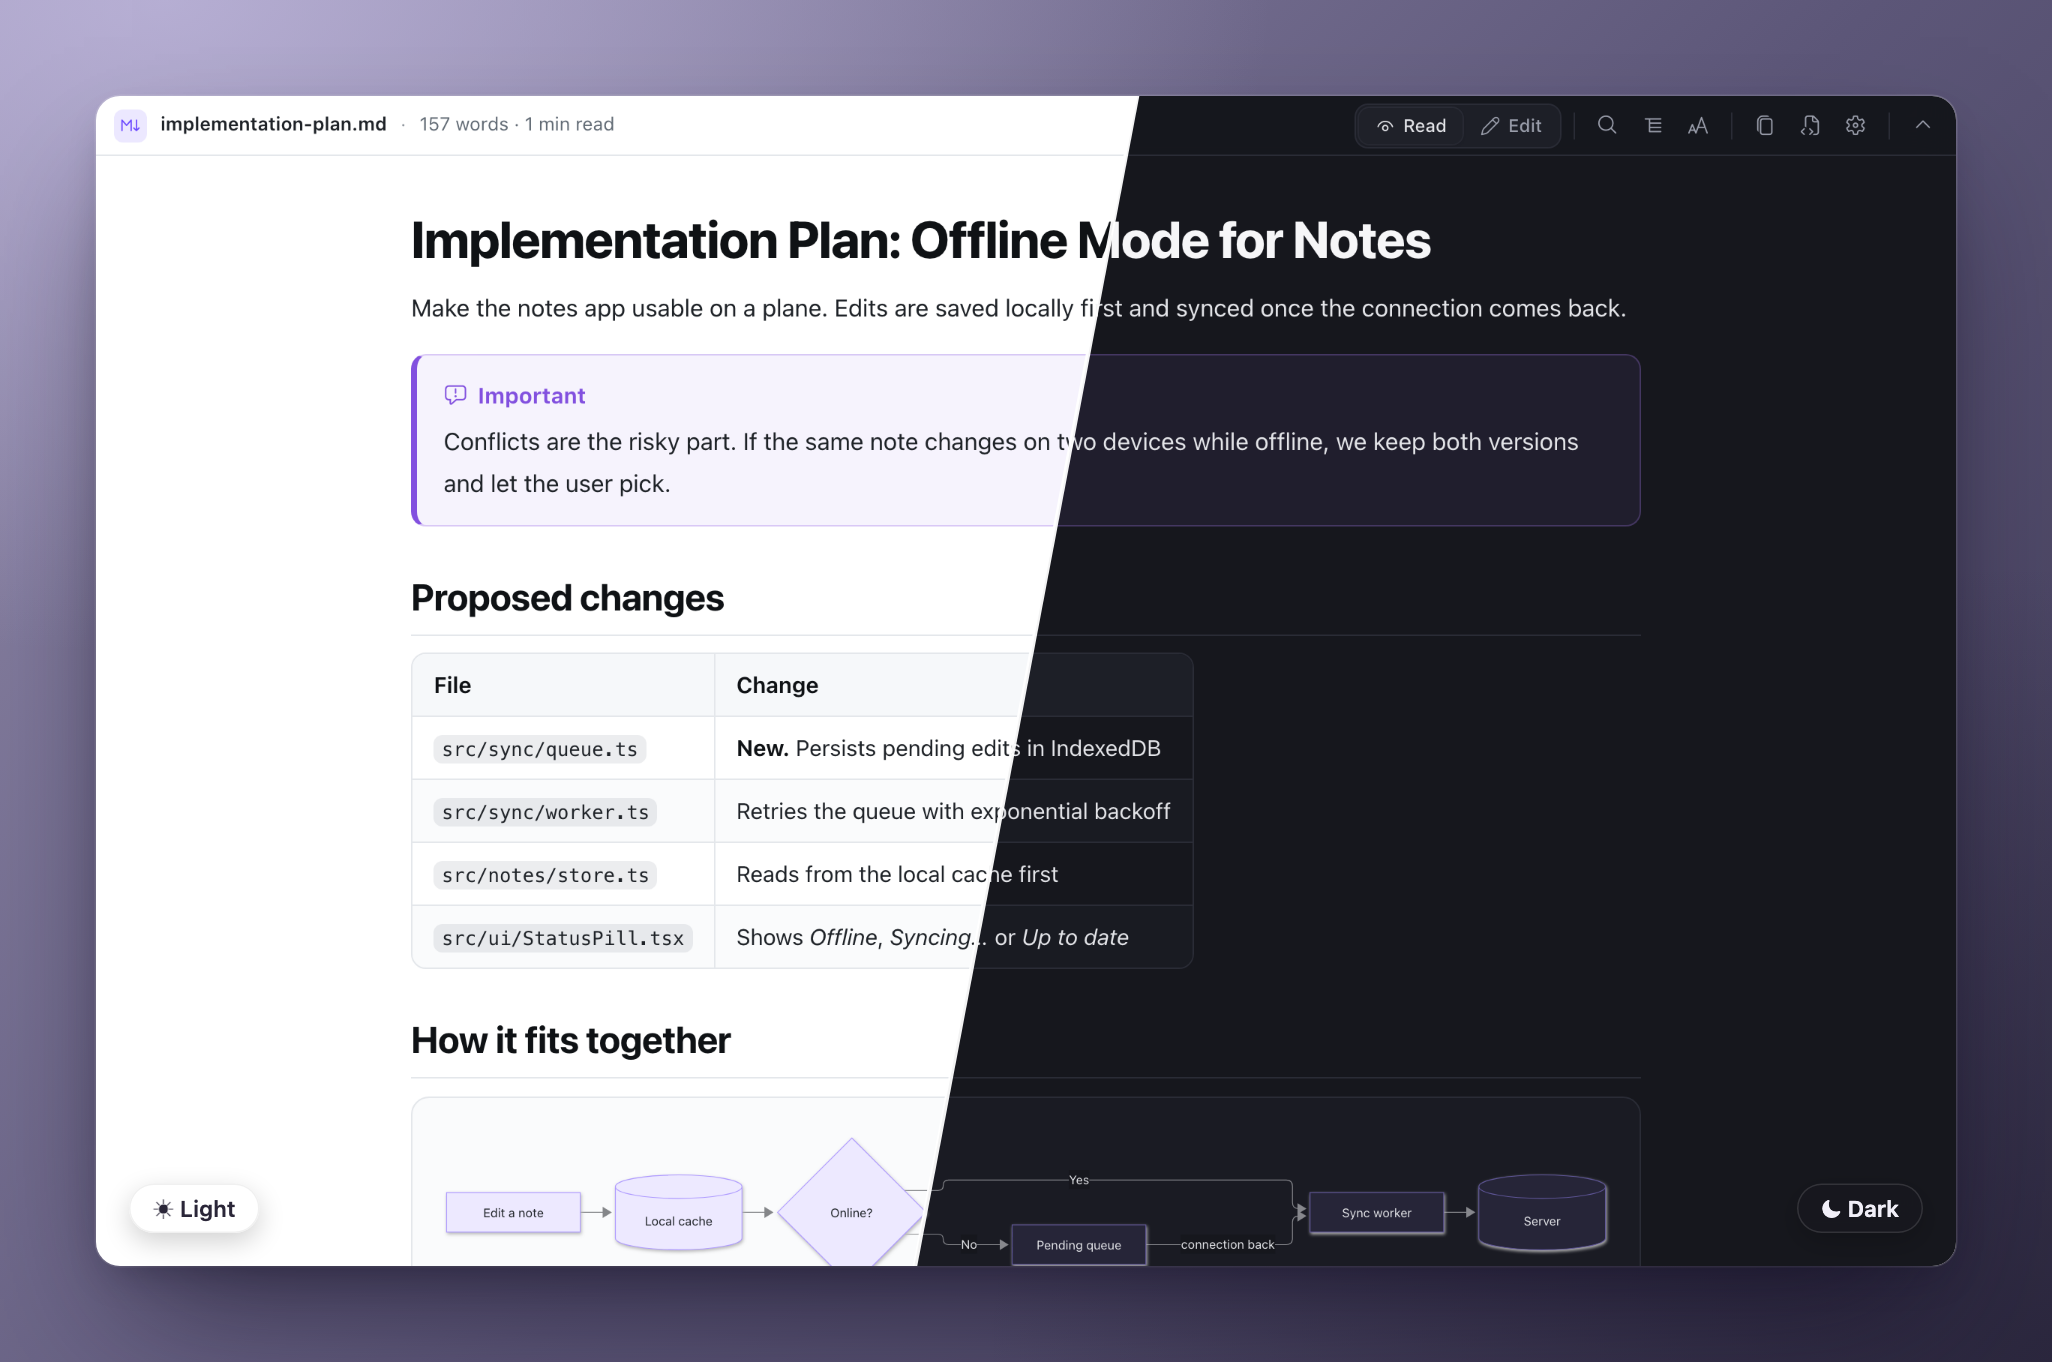 M↓ implementation-plan.md · 157 words · 1 min read
Read Edit
AA
Implementation Plan: Offline Mode for Notes
Make the notes app usable on a plane. Edits are saved locally first and synced once the connection comes back.
Important
Conflicts are the risky part. If the same note changes on two devices while offline, we keep both versions
and let the user pick.
Proposed changes
File Change
src/sync/queue.ts New. Persists pending edits in IndexedDB
src/sync/worker.ts Retries the queue with exponential backoff
src/notes/store.ts Reads from the local cache first
src/ui/StatusPill.tsx Shows Offline, Syncing… or Up to date
How it fits together
Edit a note
Local cache
Online?
Yes
No
Pending queue
connection back
Sync worker
Server
Light
Dark